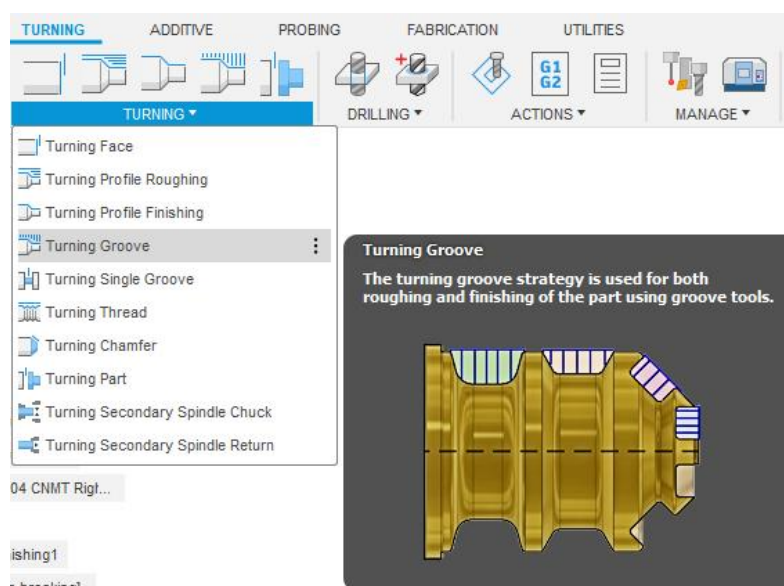 TURNING ADDITIVE PROBING FABRICATION UTILITIES
G1
G2
TURNING DRILLING ACTIONS MANAGE
Turning Face
Turning Profile Roughing
Turning Profile Finishing
Turning Groove
Turning Single Groove
Turning Thread
Turning Chamfer
Turning Part
Turning Secondary Spindle Chuck
Turning Secondary Spindle Return
Turning Groove
The turning groove strategy is used for both
roughing and finishing of the part using groove tools.
04 CNMT Rigt...
ishing1